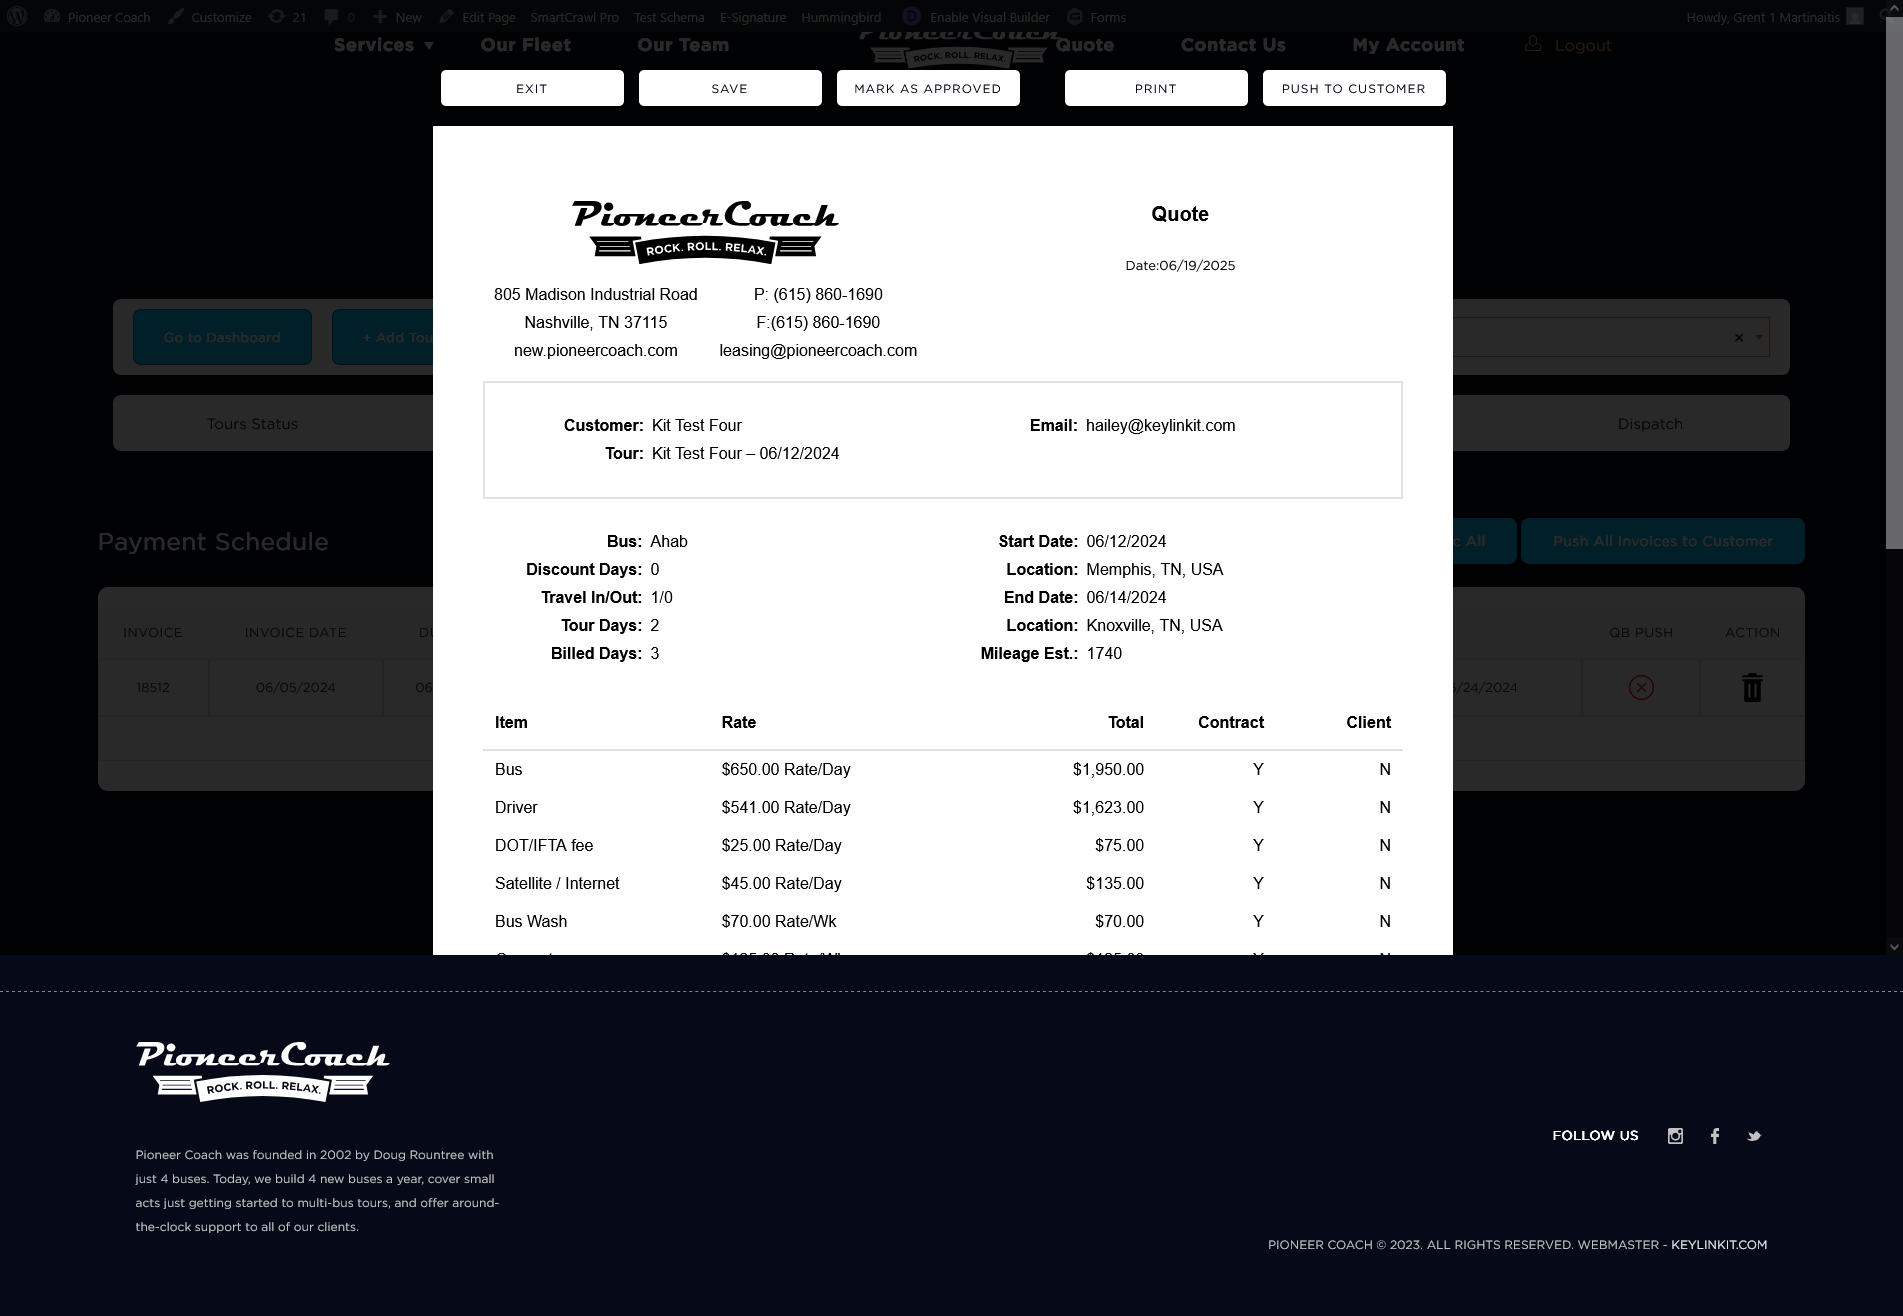 Pioneer Coach Customize 21 0 New Edit Page SmartCrawl Pro Test Schema E-Signature Hummingbird Enable Visual Builder Forms Howdy, Grent 1 Martinaitis
Services Our Fleet Our Team PioneerCoach Quote Contact Us My Account Logout
ROCK. ROLL. RELAX.
EXIT SAVE MARK AS APPROVED PRINT PUSH TO CUSTOMER
PioneerCoach
ROCK. ROLL. RELAX.
Quote
Date:06/19/2025
805 Madison Industrial Road P: (615) 860-1690
Nashville, TN 37115 F:(615) 860-1690
new.pioneercoach.com leasing@pioneercoach.com
Go to Dashboard + Add Tou
Customer: Kit Test Four Email: hailey@keylinkit.com
Tour: Kit Test Four – 06/12/2024
Tours Status Dispatch
Payment Schedule All Push All Invoices to Customer
Bus: Ahab Start Date: 06/12/2024
Discount Days: 0 Location: Memphis, TN, USA
Travel In/Out: 1/0 End Date: 06/14/2024
Tour Days: 2 Location: Knoxville, TN, USA
Billed Days: 3 Mileage Est.: 1740
INVOICE INVOICE DATE QB PUSH ACTION
18512 06/05/2024 06 /24/2024
Item Rate Total Contract Client
Bus $650.00 Rate/Day $1,950.00 Y N
Driver $541.00 Rate/Day $1,623.00 Y N
DOT/IFTA fee $25.00 Rate/Day $75.00 Y N
Satellite / Internet $45.00 Rate/Day $135.00 Y N
Bus Wash $70.00 Rate/Wk $70.00 Y N
PioneerCoach
ROCK. ROLL. RELAX.
Pioneer Coach was founded in 2002 by Doug Rountree with
just 4 buses. Today, we build 4 new buses a year, cover small
acts just getting started to multi-bus tours, and offer around-
the-clock support to all of our clients.
FOLLOW US
PIONEER COACH © 2023. ALL RIGHTS RESERVED. WEBMASTER - KEYLINKIT.COM